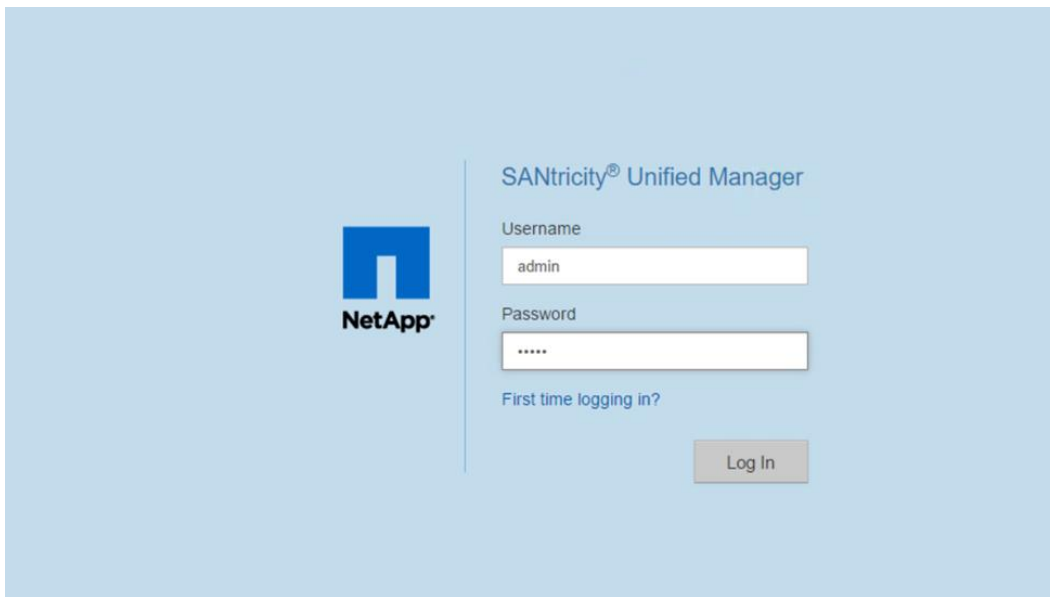 SANtricity® Unified Manager
Username
admin
NetApp®
Password
•••••
First time logging in?
Log In